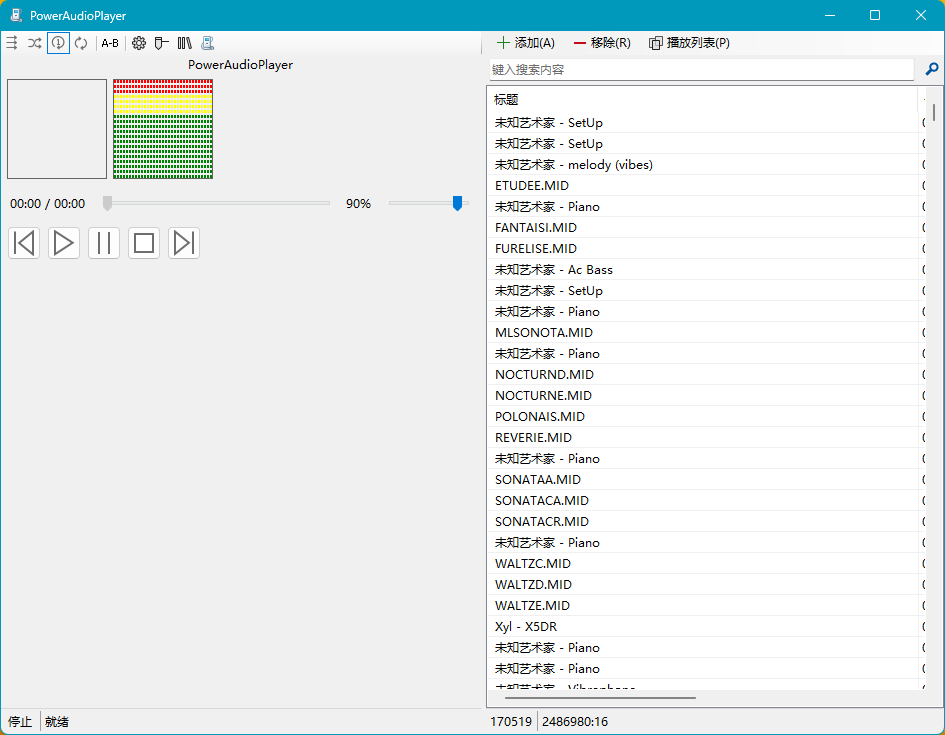 PowerAudioPlayer
A-B
添加(A) 移除(R) 播放列表(P)
PowerAudioPlayer
键入搜索内容
00:00 / 00:00 90%
标题
未知艺术家 - SetUp
未知艺术家 - SetUp
未知艺术家 - melody (vibes)
ETUDEE.MID
未知艺术家 - Piano
FANTAISI.MID
FURELISE.MID
未知艺术家 - Ac Bass
未知艺术家 - SetUp
未知艺术家 - Piano
MLSONOTA.MID
未知艺术家 - Piano
NOCTURND.MID
NOCTURNE.MID
POLONAIS.MID
REVERIE.MID
未知艺术家 - Piano
SONATAA.MID
SONATACA.MID
SONATACR.MID
未知艺术家 - Piano
WALTZC.MID
WALTZD.MID
WALTZE.MID
Xyl - X5DR
未知艺术家 - Piano
未知艺术家 - Piano
未知艺术家 - Vibraphone
停止 就绪
170519 2486980:16